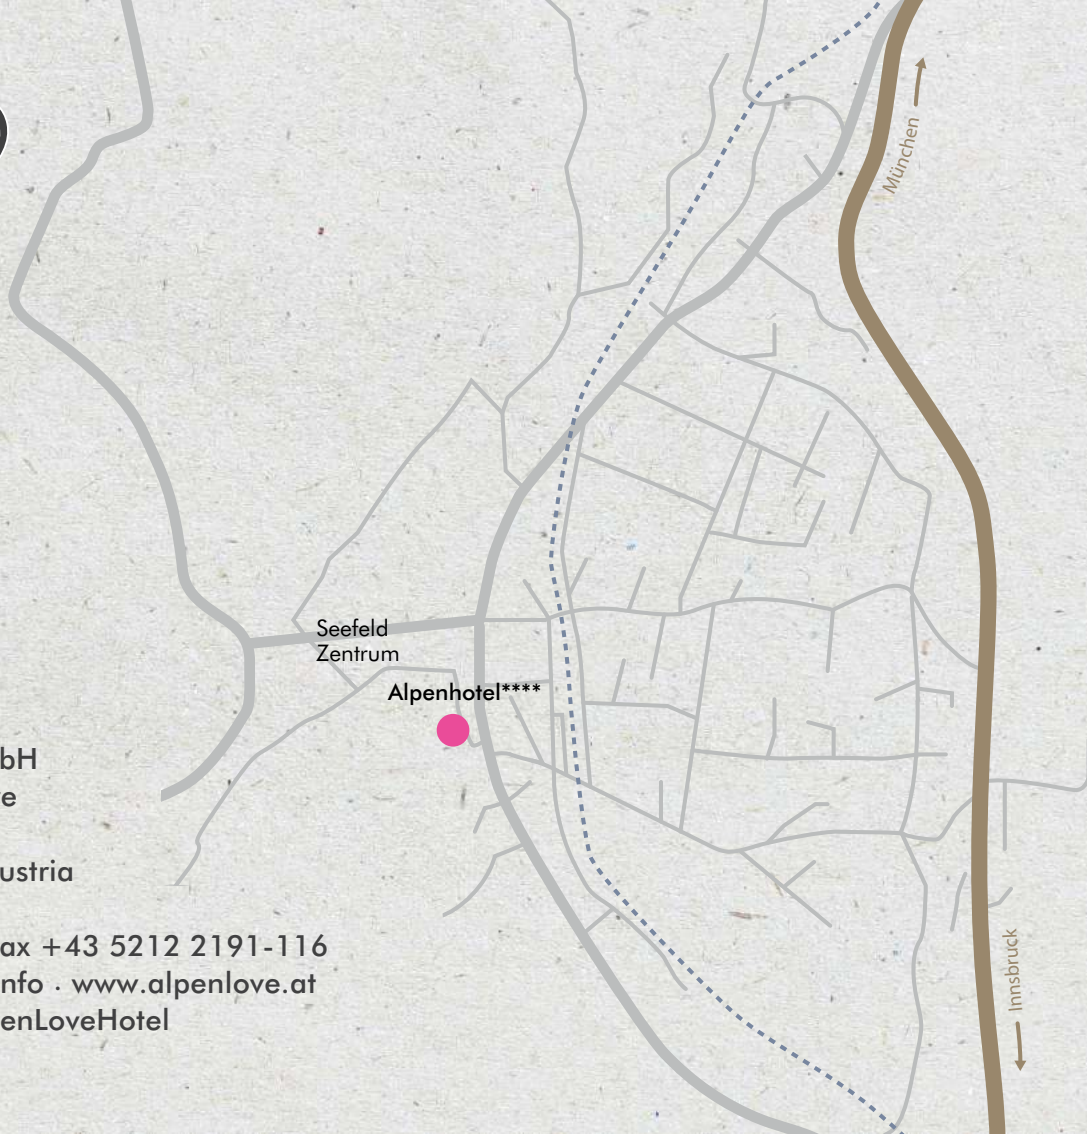 München
Seefeld
Zentrum
Alpenhotel****
bH
ustria
ax +43 5212 2191-116
nfo · www.alpenlove.at
enLoveHotel
Innsbruck